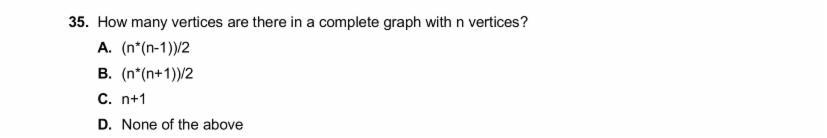 35. How many vertices are there in a complete graph with n vertices?
A. (n*(n-1))/2
B. (n*(n+1))/2
C. n+1
D. None of the above